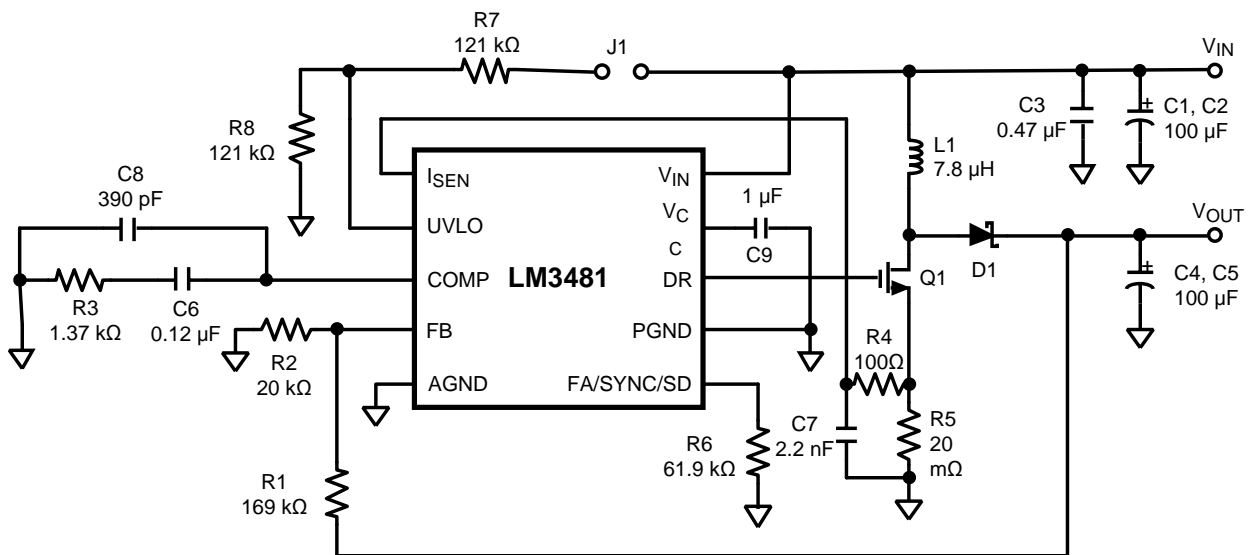 R7
121 kΩ
J1
VIN
R8
121 kΩ
C3
0.47 µF
+
C1, C2
100 µF
L1
7.8 µH
C8
390 pF
R3
1.37 kΩ
C6
0.12 µF
R2
20 kΩ
R1
169 kΩ
ISEN
UVLO
COMP
FB
AGND
LM3481
VIN
VC
C
DR
PGND
FA/SYNC/SD
1 µF
C9
Q1
D1
VOUT
+
C4, C5
100 µF
R4
100Ω
C7
2.2 nF
R5
20
mΩ
R6
61.9 kΩ